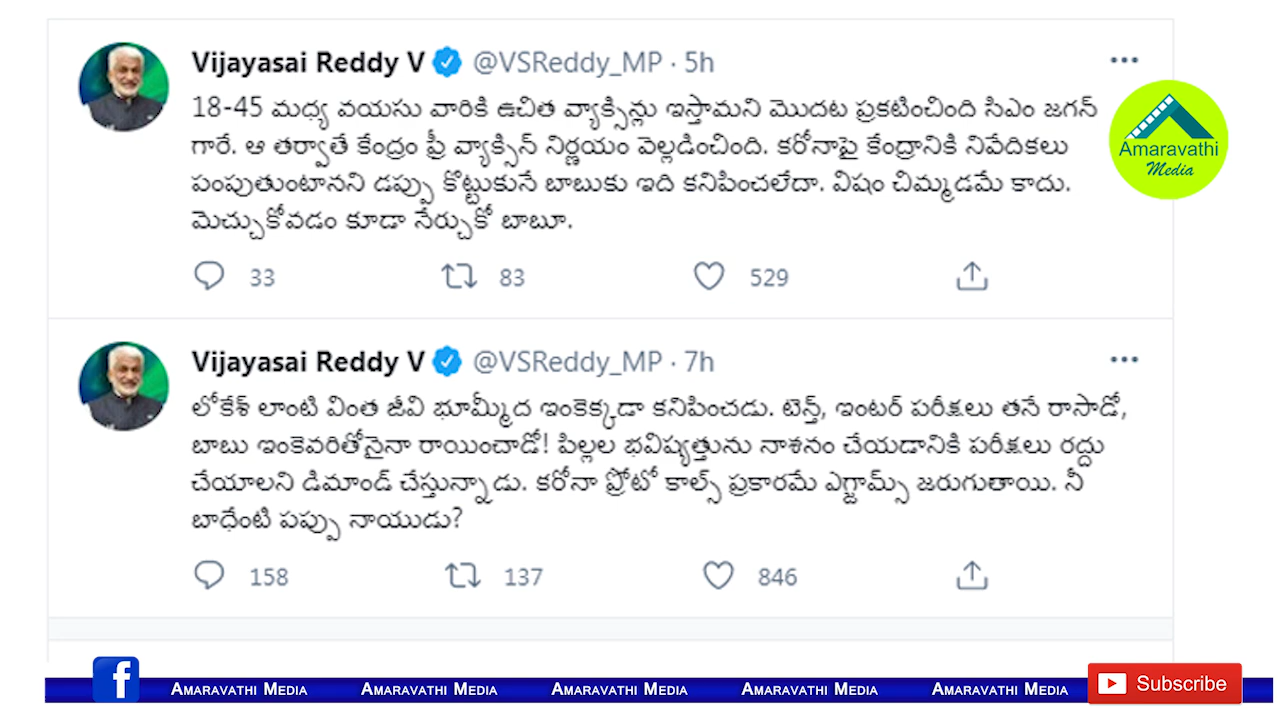 Vijayasai Reddy V @VSReddy_MP · 5h
18-45 మధ్య వయసు వారికి ఉచిత వ్యాక్సిన్లు ఇస్తామని మొదట ప్రకటించింది సిఎం జగన్
గారే. ఆ తర్వాతే కేంద్రం ఫ్రీ వ్యాక్సిన్ నిర్ణయం వెల్లడించింది. కరోనాపై కేంద్రానికి నివేదికలు
పంపుతుంటానని డప్పు కొట్టుకునే బాబుకు ఇది కనిపించలేదా. విషం చిమ్మడమే కాదు.
మెచ్చుకోవడం కూడా నేర్చుకో బాబూ.
33 83 529
Amaravathi
Media
Vijayasai Reddy V @VSReddy_MP · 7h
లోకేశ్ లాంటి వింత జీవి భూమ్మీద ఇంకెక్కడా కనిపించడు. టెన్త్, ఇంటర్ పరీక్షలు తనే రాసాడో,
బాబు ఇంకెవరితోనైనా రాయించాడో! పిల్లల భవిష్యత్తును నాశనం చేయడానికి పరీక్షలు రద్దు
చేయాలని డిమాండ్ చేస్తున్నాడు. కరోనా ప్రోటో కాల్స్ ప్రకారమే ఎగ్జామ్స్ జరుగుతాయి. నీ
బాధేంటి పప్పు నాయుడు?
158 137 846
f Amaravathi Media Amaravathi Media Amaravathi Media Amaravathi Media Amaravathi Media Subscribe